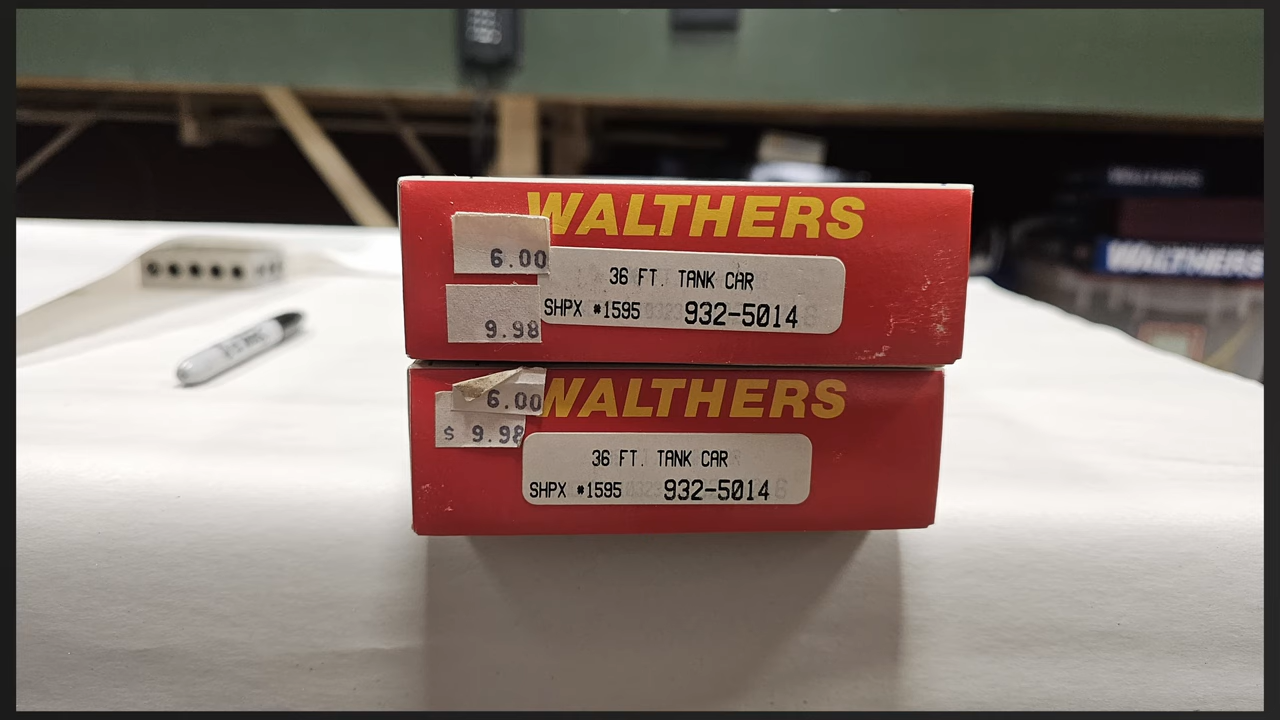 WALTHERS
6.00
36 FT. TANK CAR
SHPX #1595 932-5014
9.98
WALTHERS
6.00
$ 9.98
36 FT. TANK CAR
SHPX #1595 932-5014
WALTHERS
WALTHERS